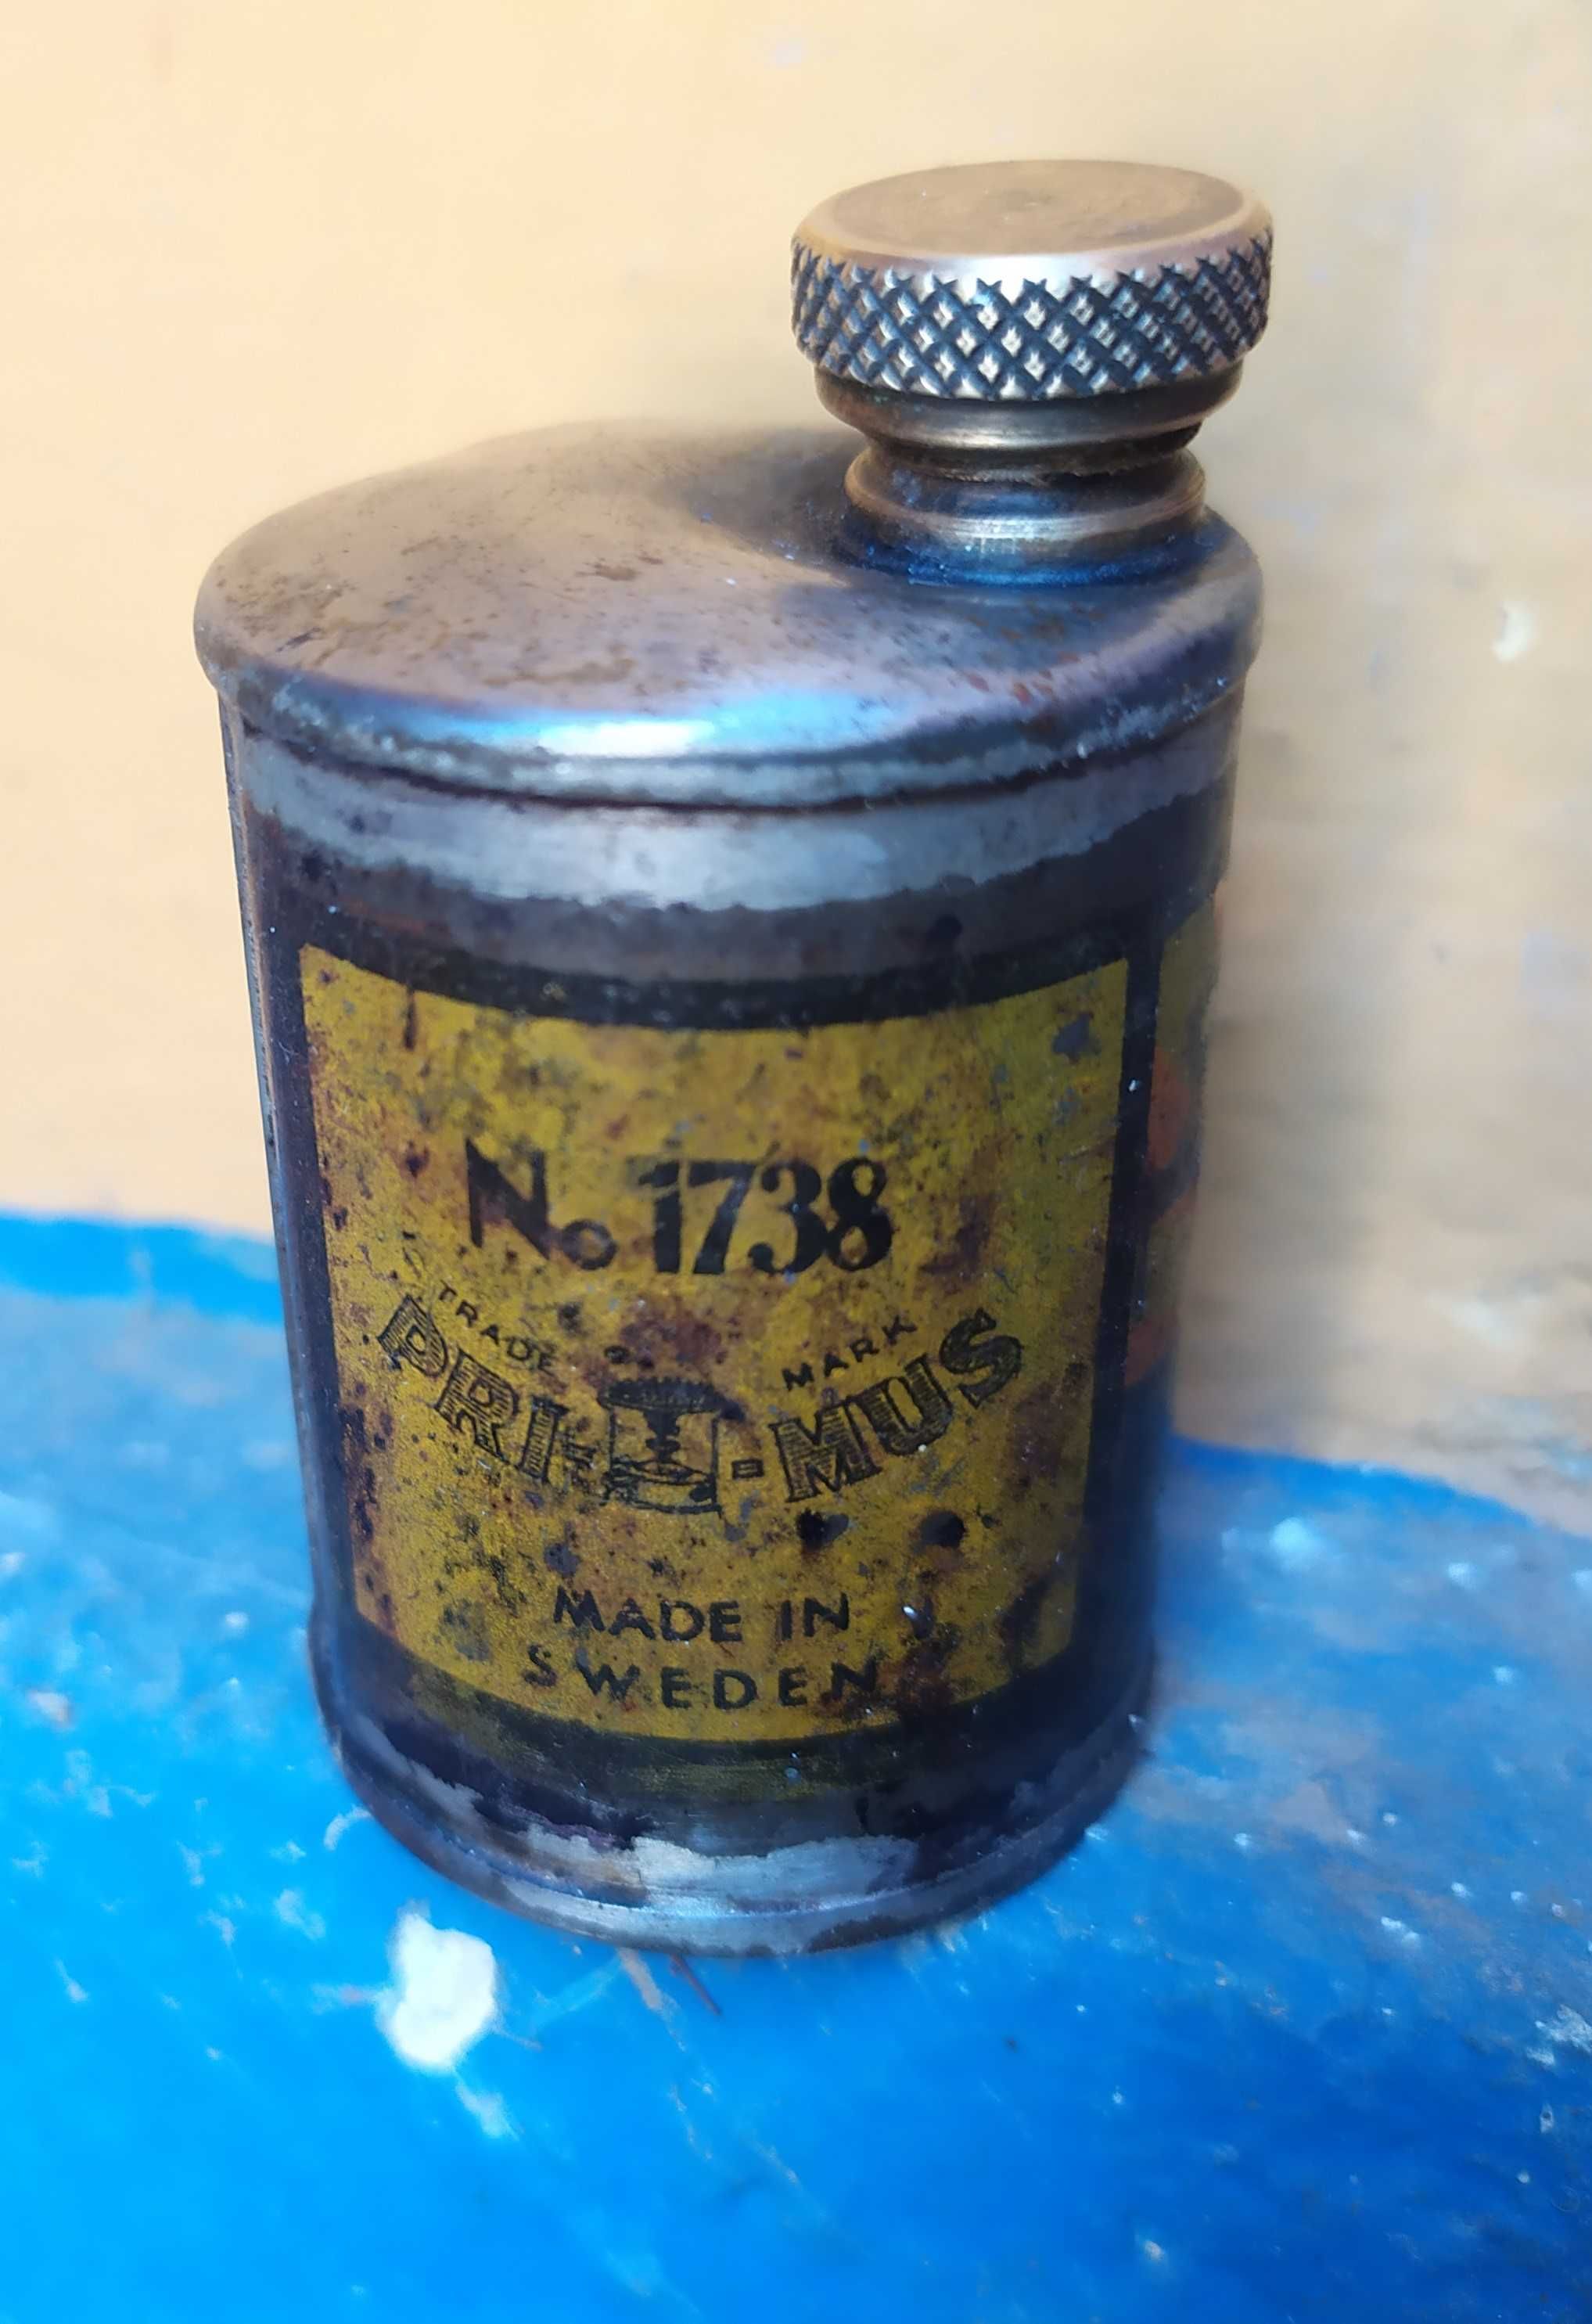 No 1738
TRADE MARK
PRI-MUS
MADE IN
SWEDEN